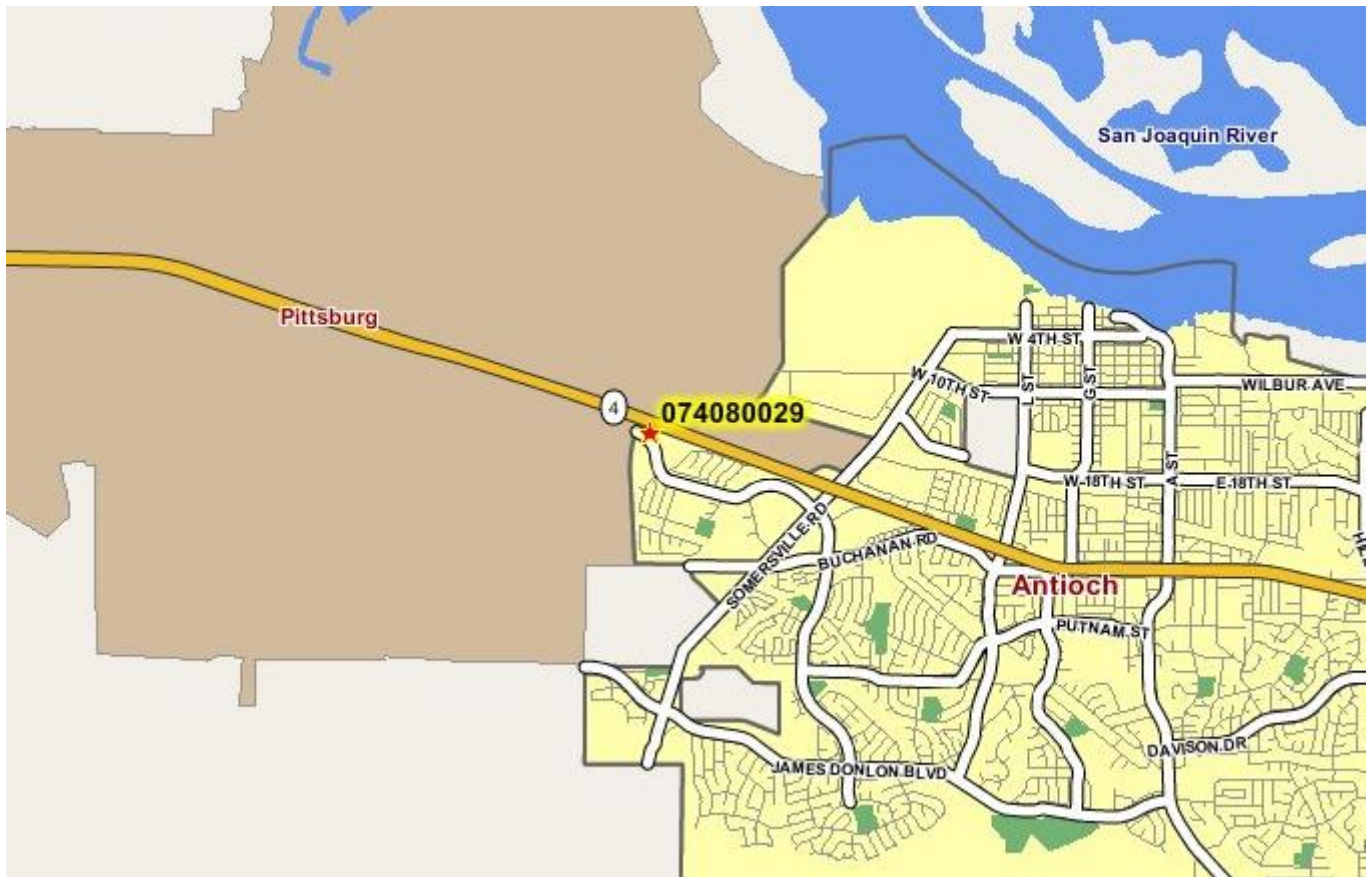 San Joaquin River
Pittsburg
W 4TH ST
W 10TH ST
L ST
G ST
WILBUR AVE
4
074080029
W 18TH ST
A ST
E 18TH ST
SOMERSVILLE RD
BUCHANAN RD
Antioch
PUTNAM ST
DAVISON DR
JAMES DONLON BLVD